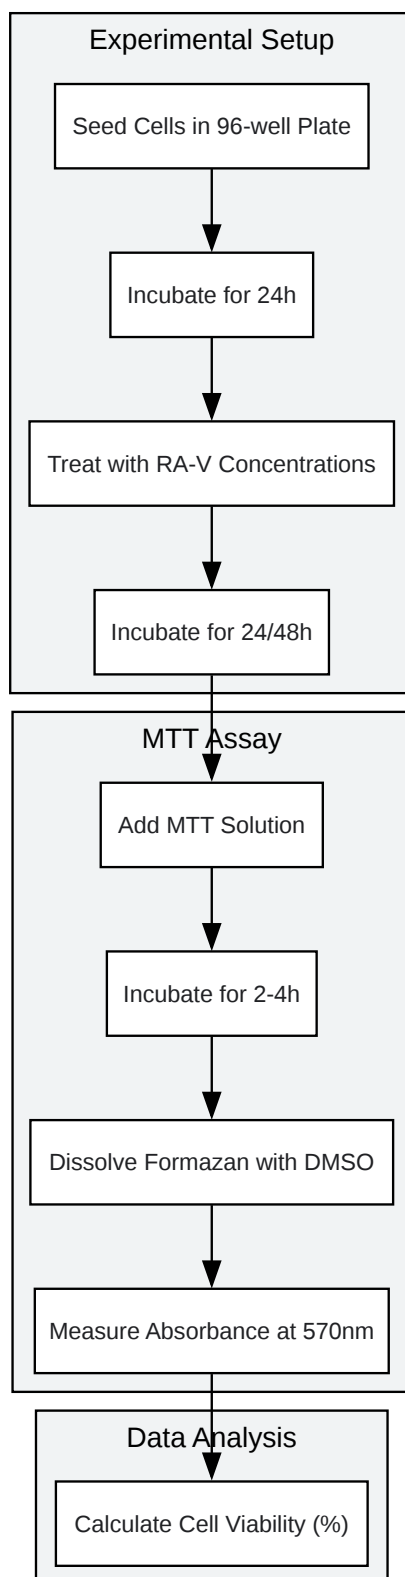 Experimental Setup
Seed Cells in 96-well Plate
Incubate for 24h
Treat with RA-V Concentrations
Incubate for 24/48h
MTT Assay
Add MTT Solution
Incubate for 2-4h
Dissolve Formazan with DMSO
Measure Absorbance at 570nm
Data Analysis
Calculate Cell Viability (%)